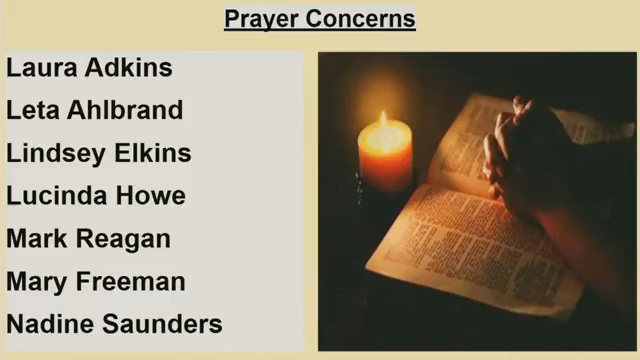 Prayer Concerns
Laura Adkins
Leta Ahlbrand
Lindsey Elkins
Lucinda Howe
Mark Reagan
Mary Freeman
Nadine Saunders